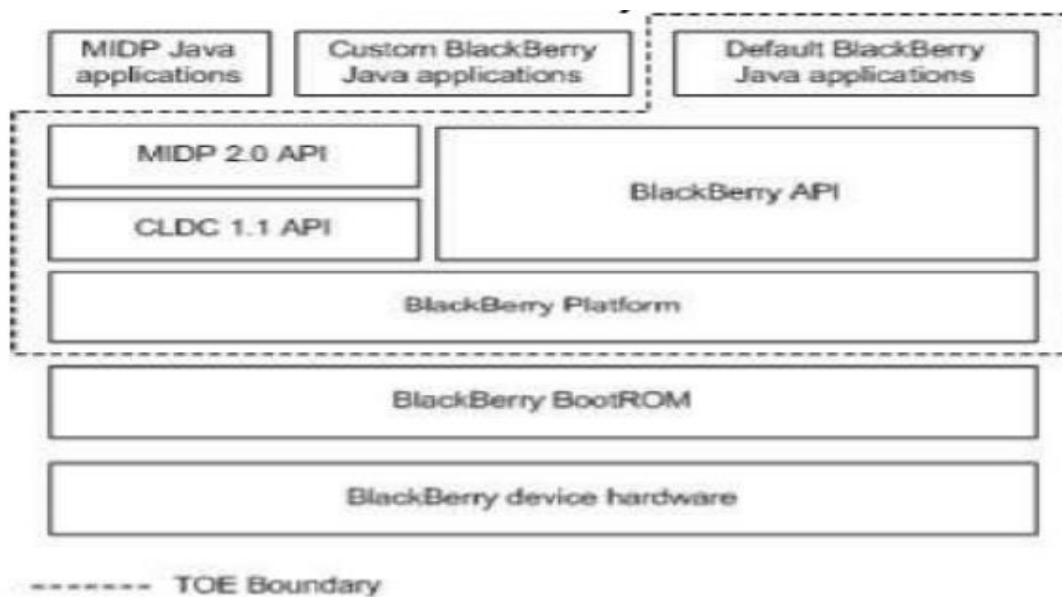 MIDP Java
applications
Custom BlackBerry
Java applications
Default BlackBerry
Java applications
MIDP 2.0 API
BlackBerry API
CLDC 1.1 API
BlackBerry Platform
BlackBerry BootROM
BlackBerry device hardware
TOE Boundary